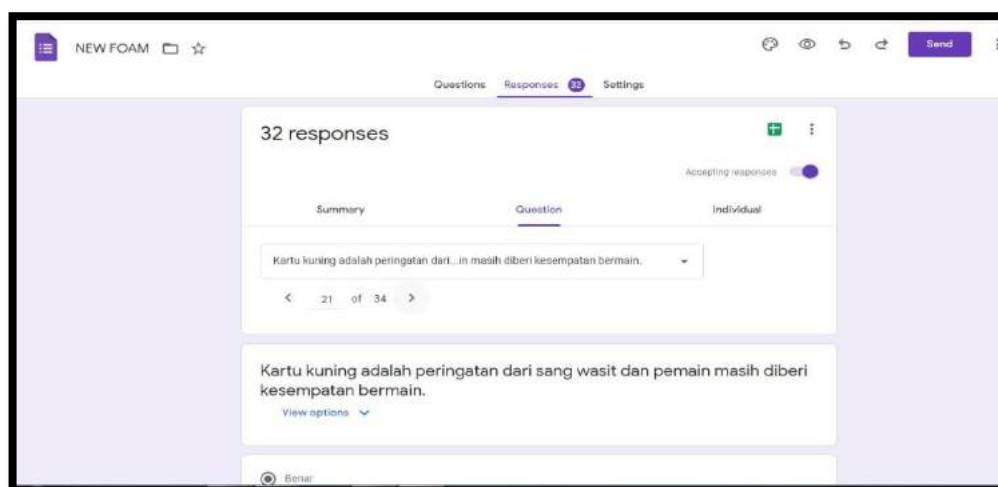 NEW FOAM
Send
Questions Responses 32 Settings
32 responses
Accepting responses
Summary Question Individual
Kartu kuning adalah peringatan dari...in masih diberi kesempatan bermain.
21 of 34
Kartu kuning adalah peringatan dari sang wasit dan pemain masih diberi
kesempatan bermain.
View options
Benar